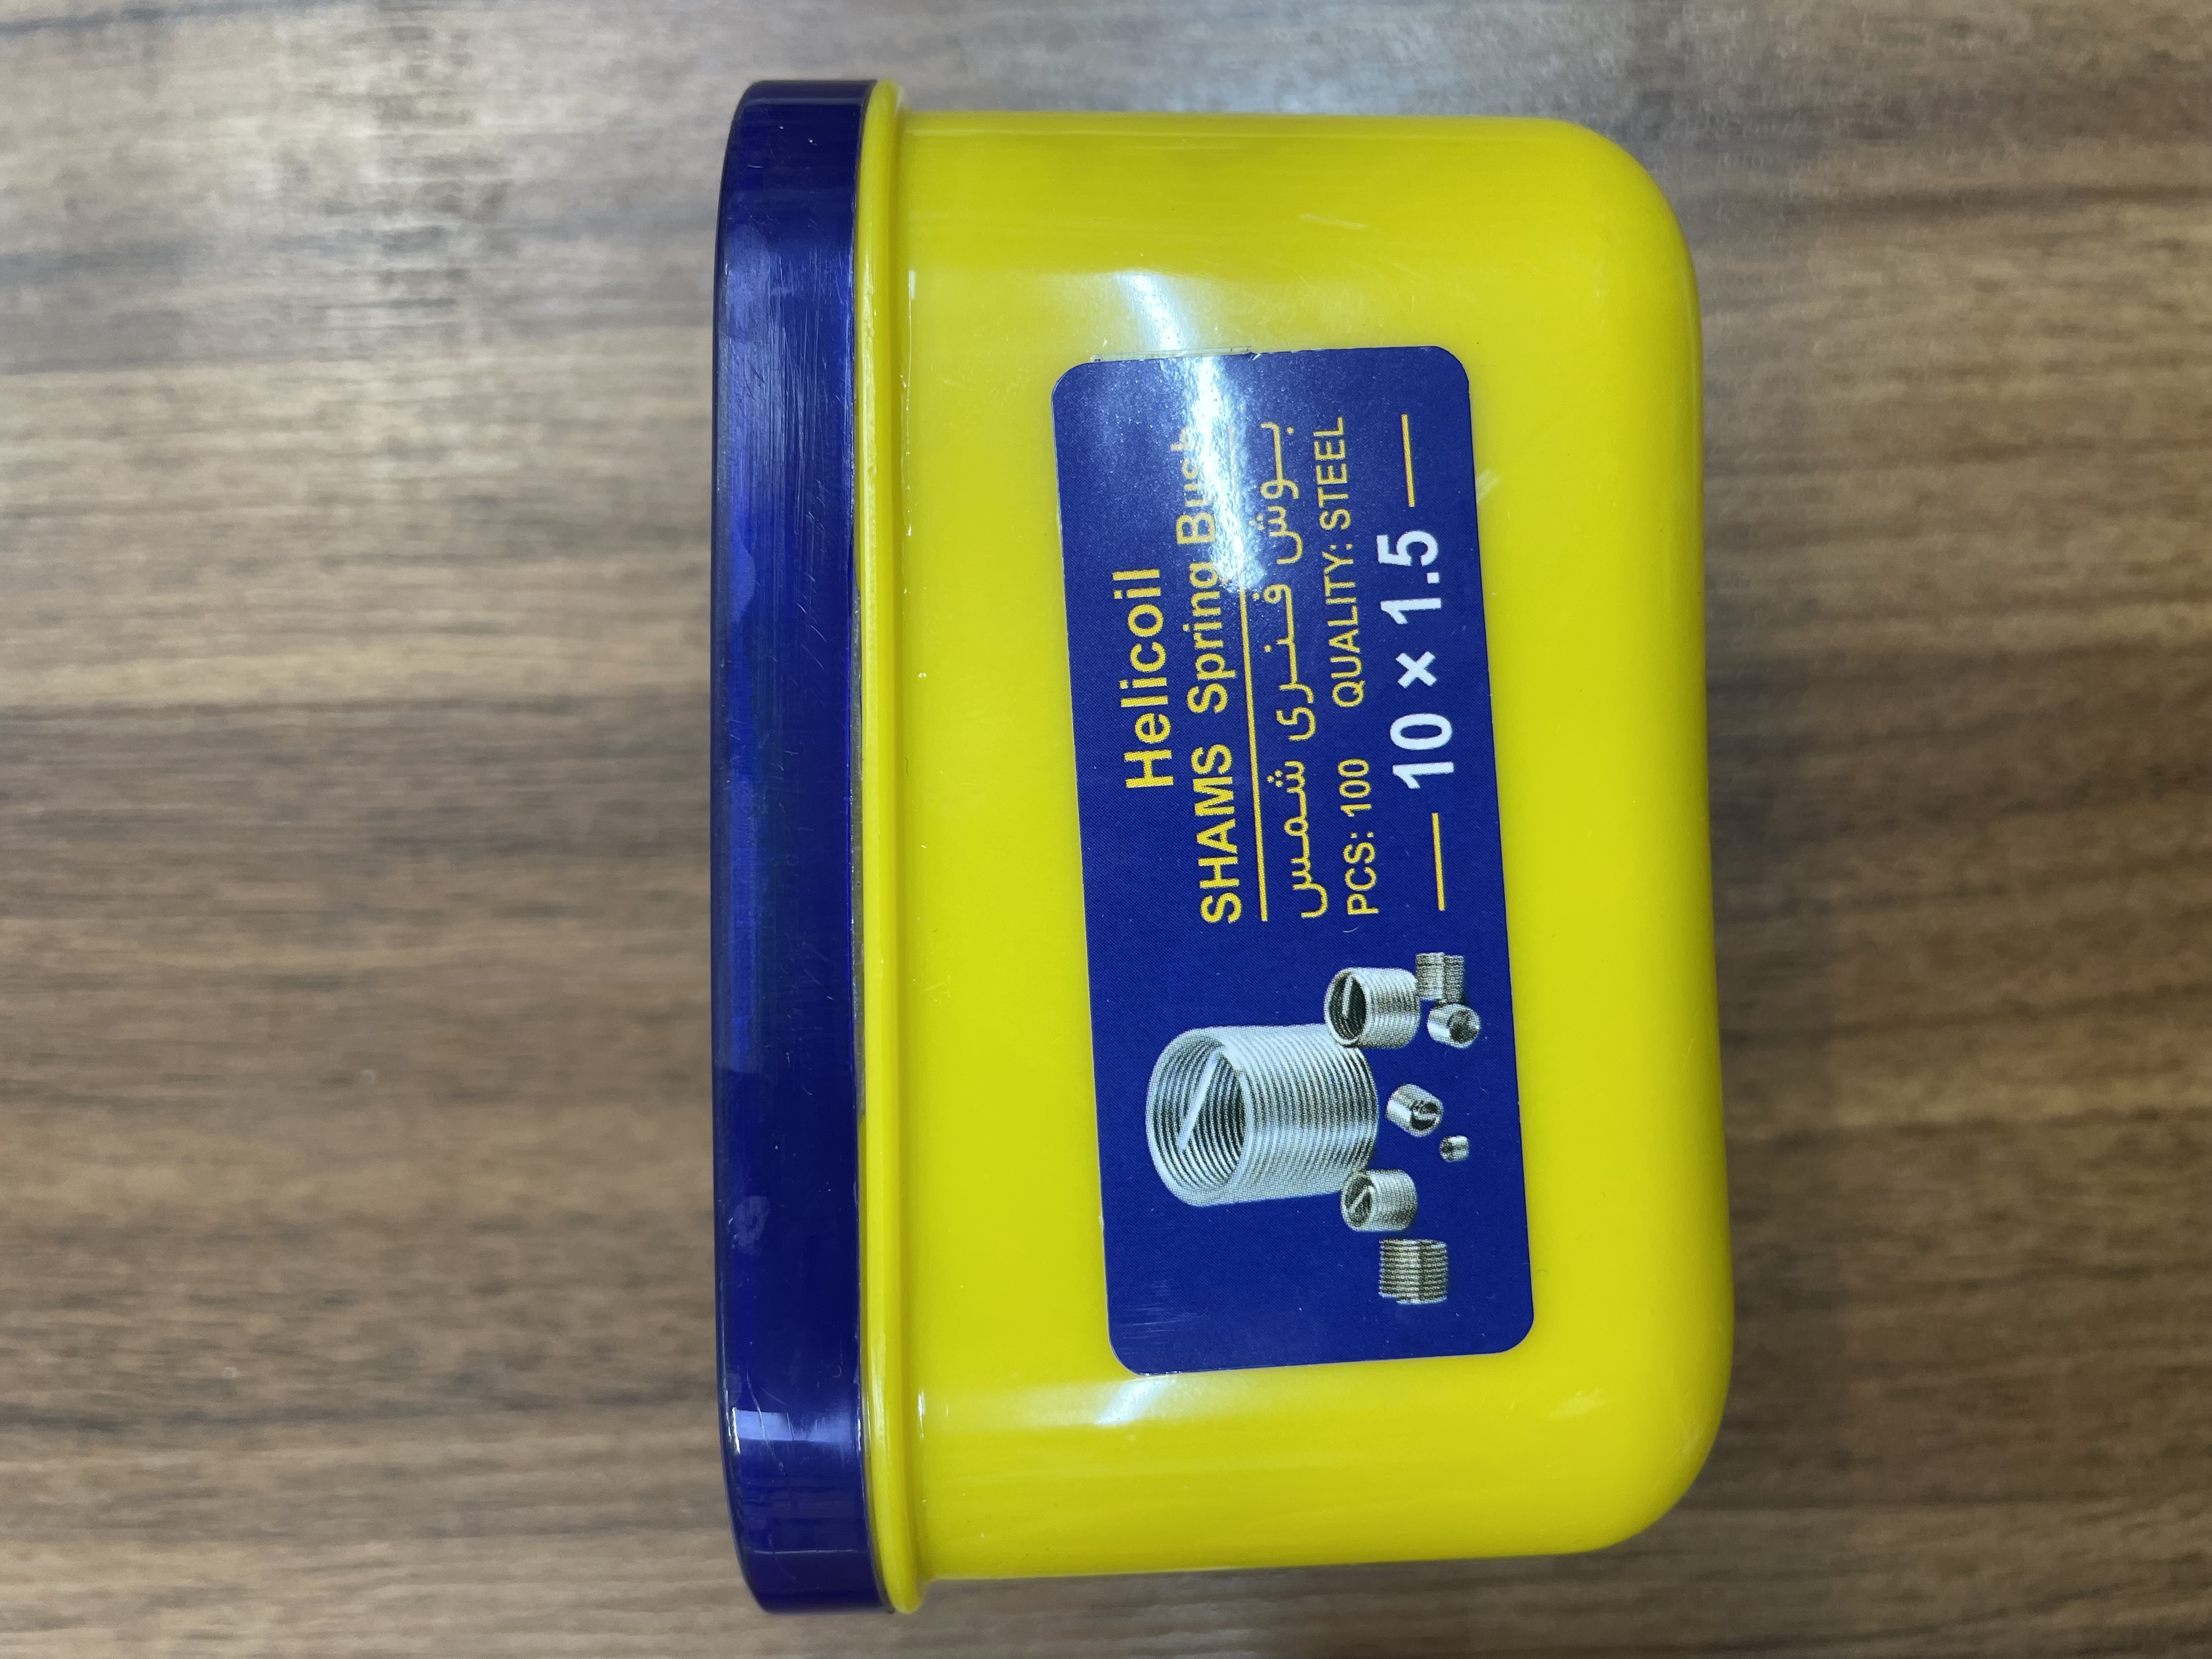 Helicoil
SHAMS Spring Bush
بوش فنری شمس
PCS: 100 QUALITY: STEEL
10 × 1.5